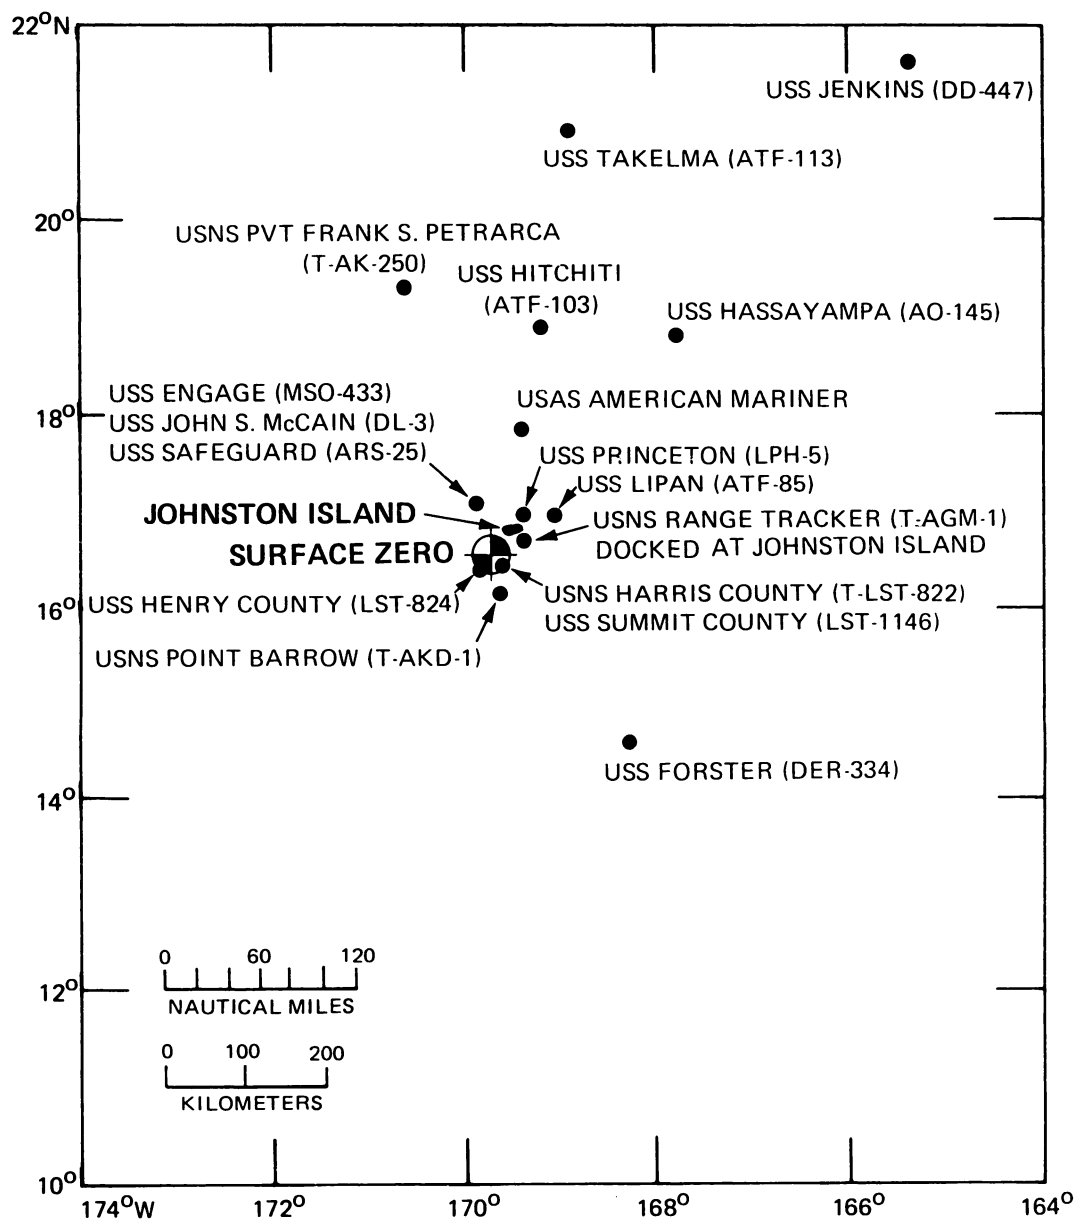 22°N
USS JENKINS (DD-447)
USS TAKELMA (ATF-113)
20°
USNS PVT FRANK S. PETRARCA
(T-AK-250)
USS HITCHITI
(ATF-103)
USS HASSAYAMPA (AO-145)
USS ENGAGE (MSO-433)
USAS AMERICAN MARINER
18°
USS JOHN S. McCAIN (DL-3)
USS SAFEGUARD (ARS-25)
USS PRINCETON (LPH-5)
USS LIPAN (ATF-85)
JOHNSTON ISLAND
USNS RANGE TRACKER (T-AGM-1)
DOCKED AT JOHNSTON ISLAND
SURFACE ZERO
16°
USS HENRY COUNTY (LST-824)
USNS HARRIS COUNTY (T-LST-822)
USS SUMMIT COUNTY (LST-1146)
USNS POINT BARROW (T-AKD-1)
USS FORSTER (DER-334)
14°
0 60 120
NAUTICAL MILES
12°
0 100 200
KILOMETERS
10°
174°W 172° 170° 168° 166° 164°